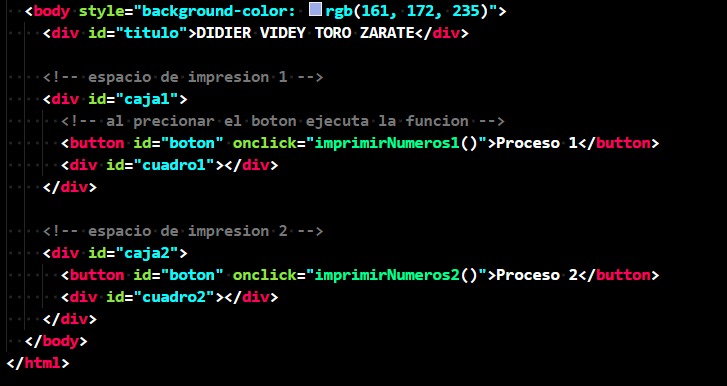 <body style="background-color: rgb(161, 172, 235)">
<div id="titulo">DIDIER VIDEY TORO ZARATE</div>
<!-- espacio de impresion 1 -->
<div id="caja1">
<!-- al precionar el boton ejecuta la funcion -->
<button id="boton" onclick="imprimirNumeros1()">Proceso 1</button>
<div id="cuadro1"></div>
</div>
<!-- espacio de impresion 2 -->
<div id="caja2">
<button id="boton" onclick="imprimirNumeros2()">Proceso 2</button>
<div id="cuadro2"></div>
</div>
</body>
</html>